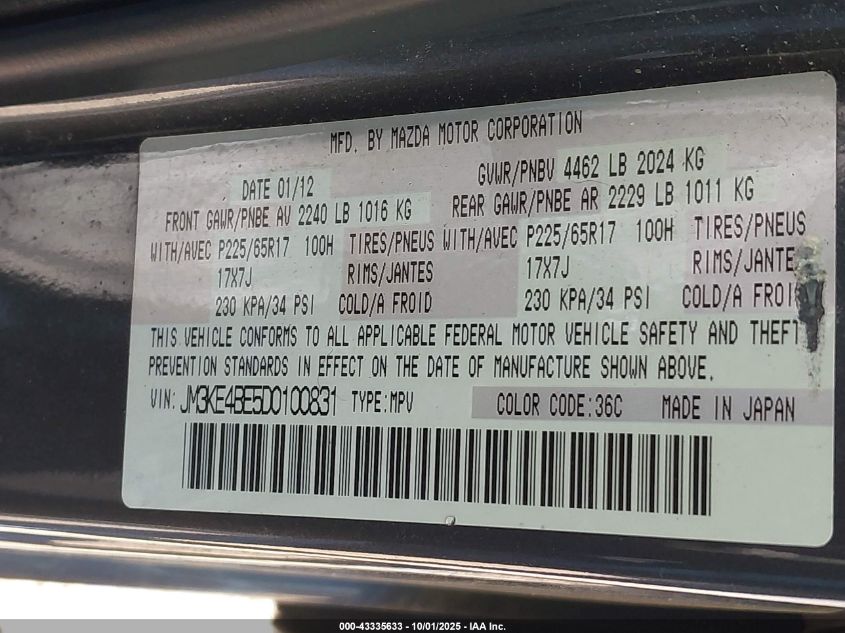 MFD. BY MAZDA MOTOR CORPORATION
DATE 01/12 GVWR/PNBV 4462 LB 2024 KG
FRONT GAWR/PNBE AV 2240 LB 1016 KG REAR GAWR/PNBE AR 2229 LB 1011 KG
WITH/AVEC P225/65R17 100H TIRES/PNEUS WITH/AVEC P225/65R17 100H TIRES/PNEUS
17X7J RIMS/JANTES 17X7J RIMS/JANTE
230 KPA/34 PSI COLD/A FROID 230 KPA/34 PSI COLD/A FROI
THIS VEHICLE CONFORMS TO ALL APPLICABLE FEDERAL MOTOR VEHICLE SAFETY AND THEFT
PREVENTION STANDARDS IN EFFECT ON THE DATE OF MANUFACTURE SHOWN ABOVE.
VIN: JM3KE4BE5D0100831 TYPE:MPV COLOR CODE:36C MADE IN JAPAN
000-43335633 - 10/01/2025 - IAA Inc.